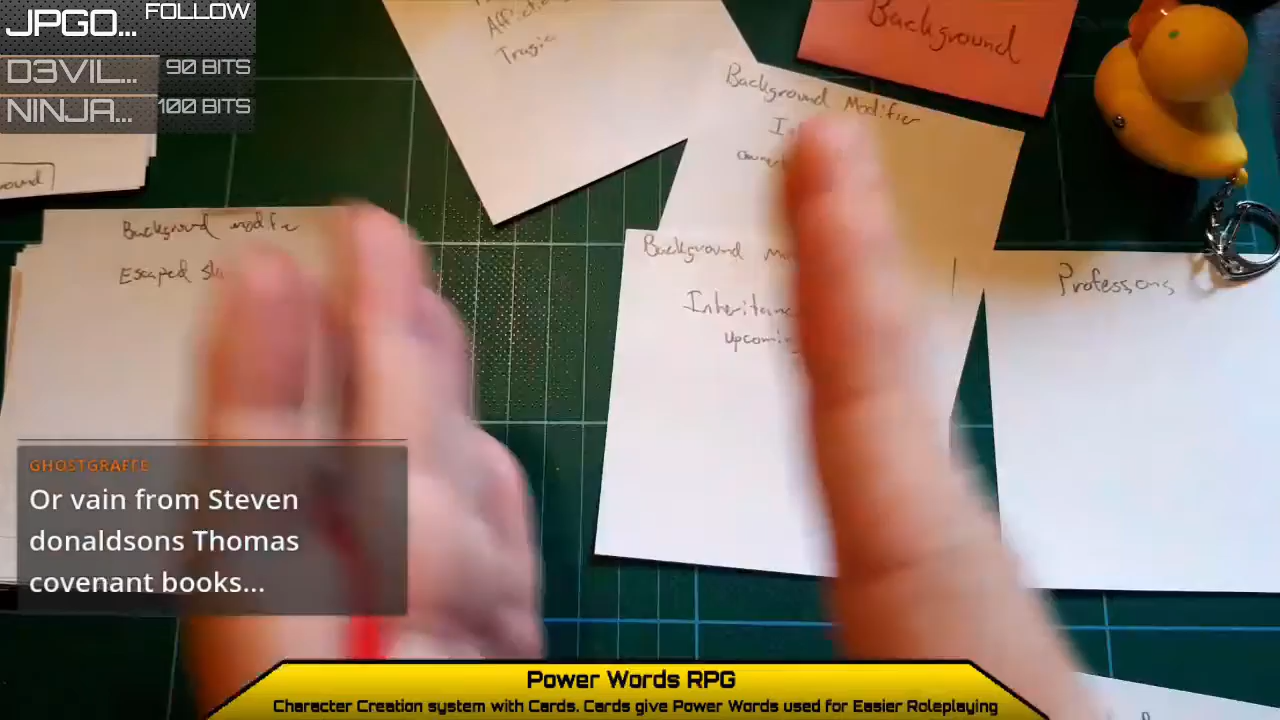 JPGO... FOLLOW
D3VIL... 90 BITS
NINJA... 100 BITS
Tragic
Background
Background Modifier
Background modifie
Escaped
Background
Inheritanc
upcoming
Professions
GHOSTGRAFFE
Or vain from Steven
donaldsons Thomas
covenant books...
Power Words RPG
Character Creation system with Cards. Cards give Power Words used for Easier Roleplaying